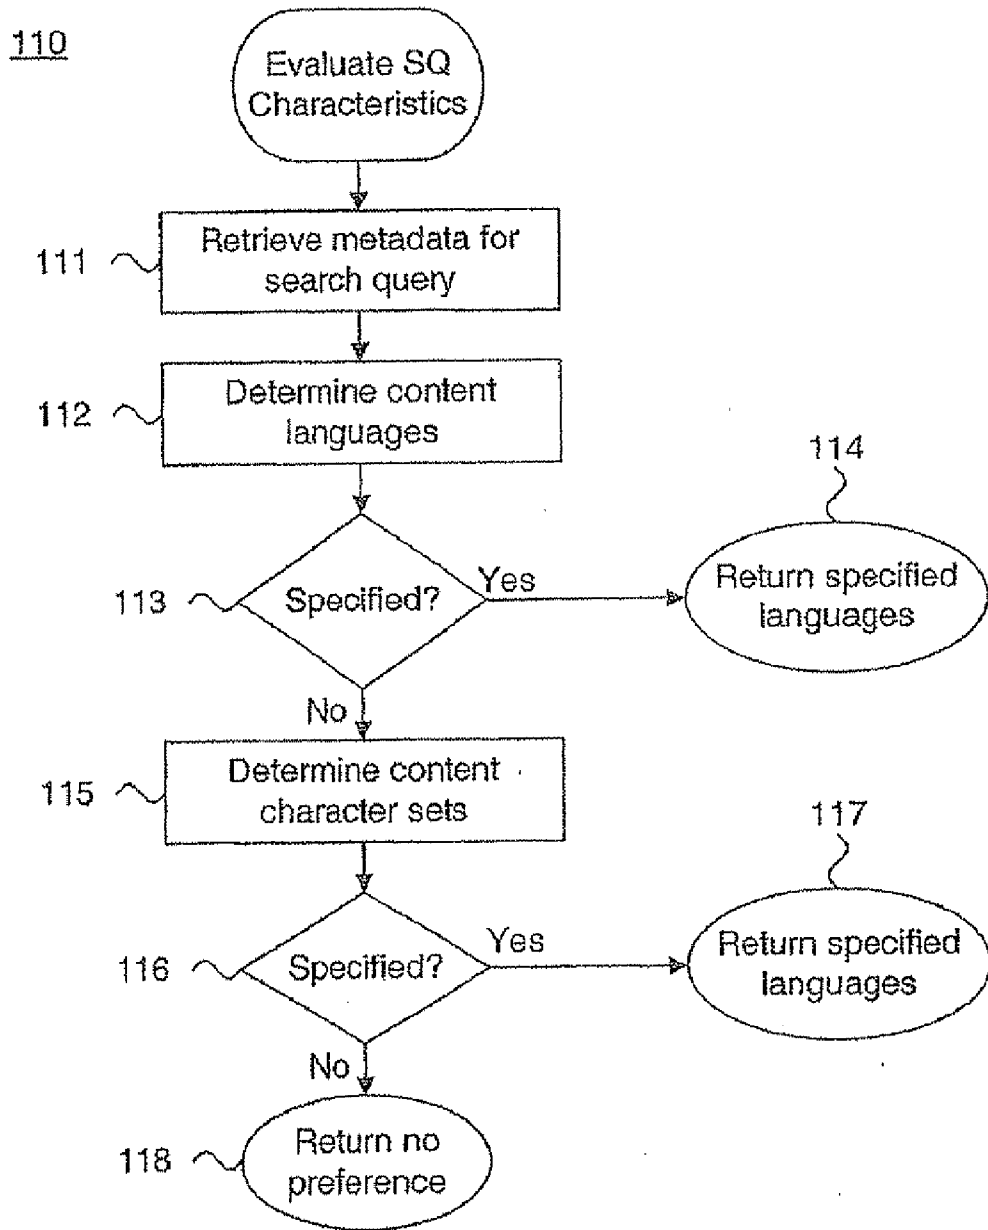 110
Evaluate SQ
Characteristics
111
Retrieve metadata for
search query
112
Determine content
languages
113
Specified?
Yes
114
Return specified
languages
No
115
Determine content
character sets
116
Specified?
Yes
117
Return specified
languages
No
118
Return no
preference